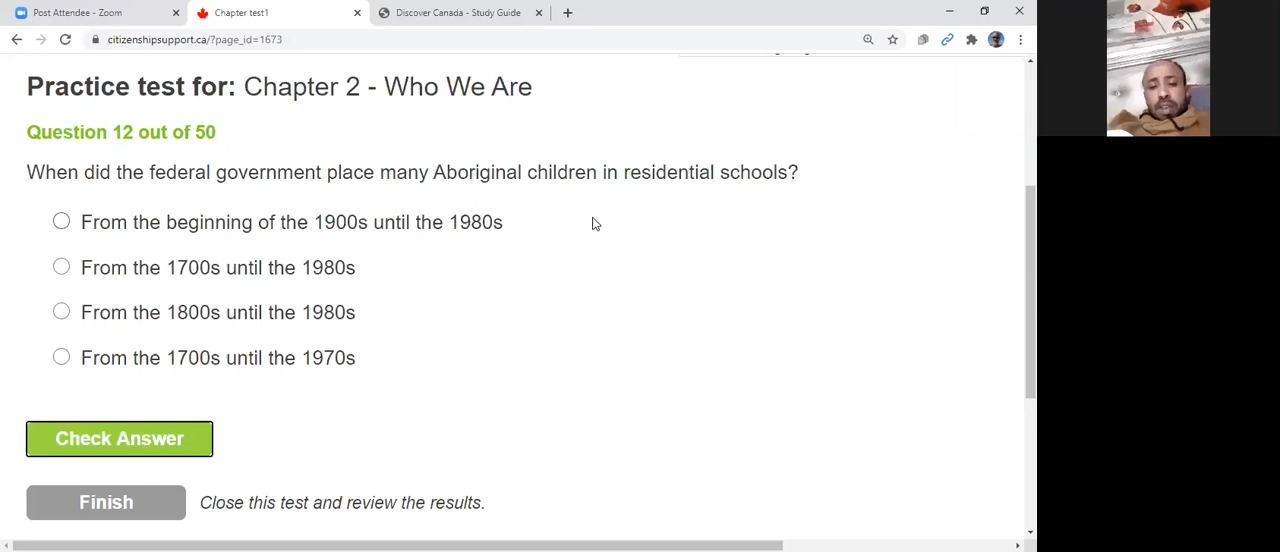 Post Attendee - Zoom
Chapter test1
Discover Canada - Study Guide
citizenshipsupport.ca/?page_id=1673
Practice test for: Chapter 2 - Who We Are
Question 12 out of 50
When did the federal government place many Aboriginal children in residential schools?
From the beginning of the 1900s until the 1980s
From the 1700s until the 1980s
From the 1800s until the 1980s
From the 1700s until the 1970s
Check Answer
Finish
Close this test and review the results.